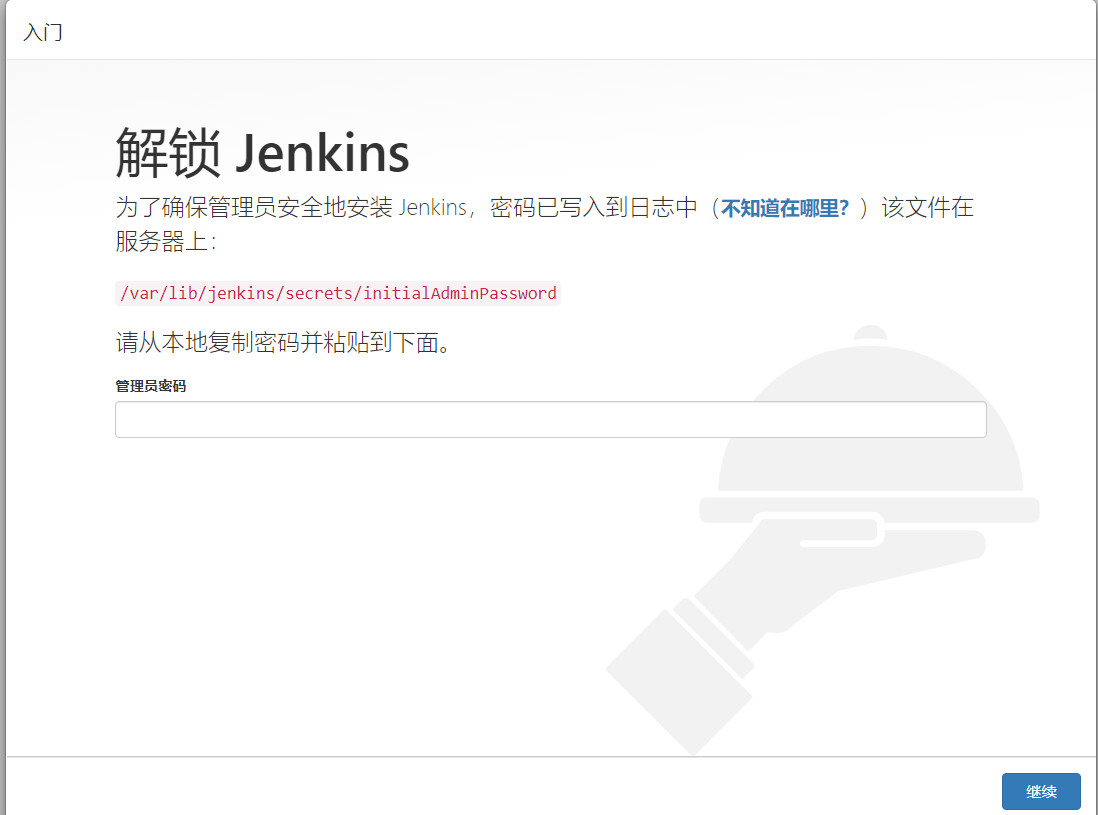 入门
解锁 Jenkins
为了确保管理员安全地安装 Jenkins，密码已写入到日志中（不知道在哪里？）该文件在
服务器上：
/var/lib/jenkins/secrets/initialAdminPassword
请从本地复制密码并粘贴到下面。
管理员密码
继续